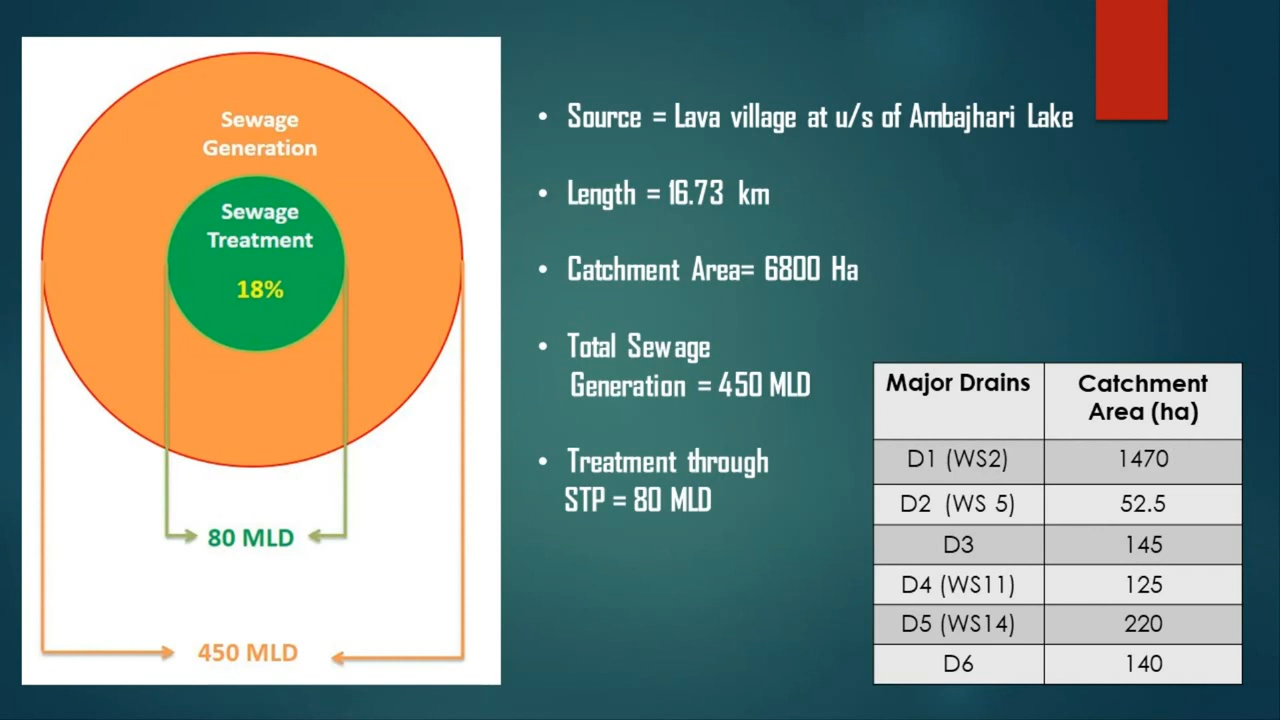 Sewage
Generation
Sewage
Treatment
18%
80 MLD
450 MLD
• Source = Lava village at u/s of Ambajhari Lake
• Length = 16.73 km
• Catchment Area= 6800 Ha
• Total Sewage
Generation = 450 MLD
• Treatment through
STP = 80 MLD
Major Drains Catchment
Area (ha)
D1 (WS2) 1470
D2 (WS 5) 52.5
D3 145
D4 (WS11) 125
D5 (WS14) 220
D6 140